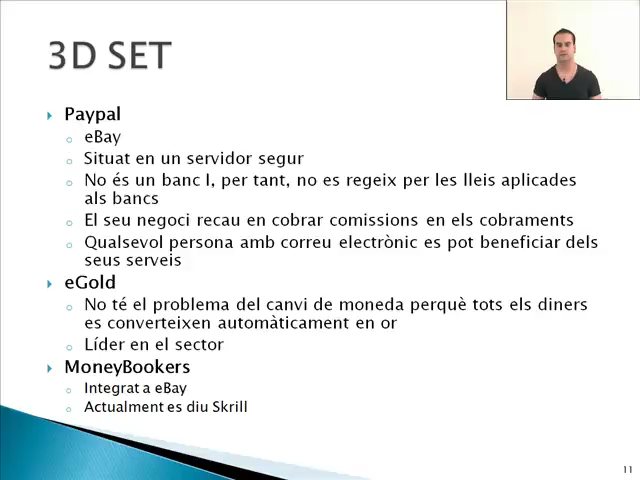 3D SET
Paypal
eBay
Situat en un servidor segur
No és un banc I, per tant, no es regeix per les lleis aplicades
als bancs
El seu negoci recau en cobrar comissions en els cobraments
Qualsevol persona amb correu electrònic es pot beneficiar dels
seus serveis
eGold
No té el problema del canvi de moneda perquè tots els diners
es converteixen automàticament en or
Líder en el sector
MoneyBookers
Integrat a eBay
Actualment es diu Skrill
11